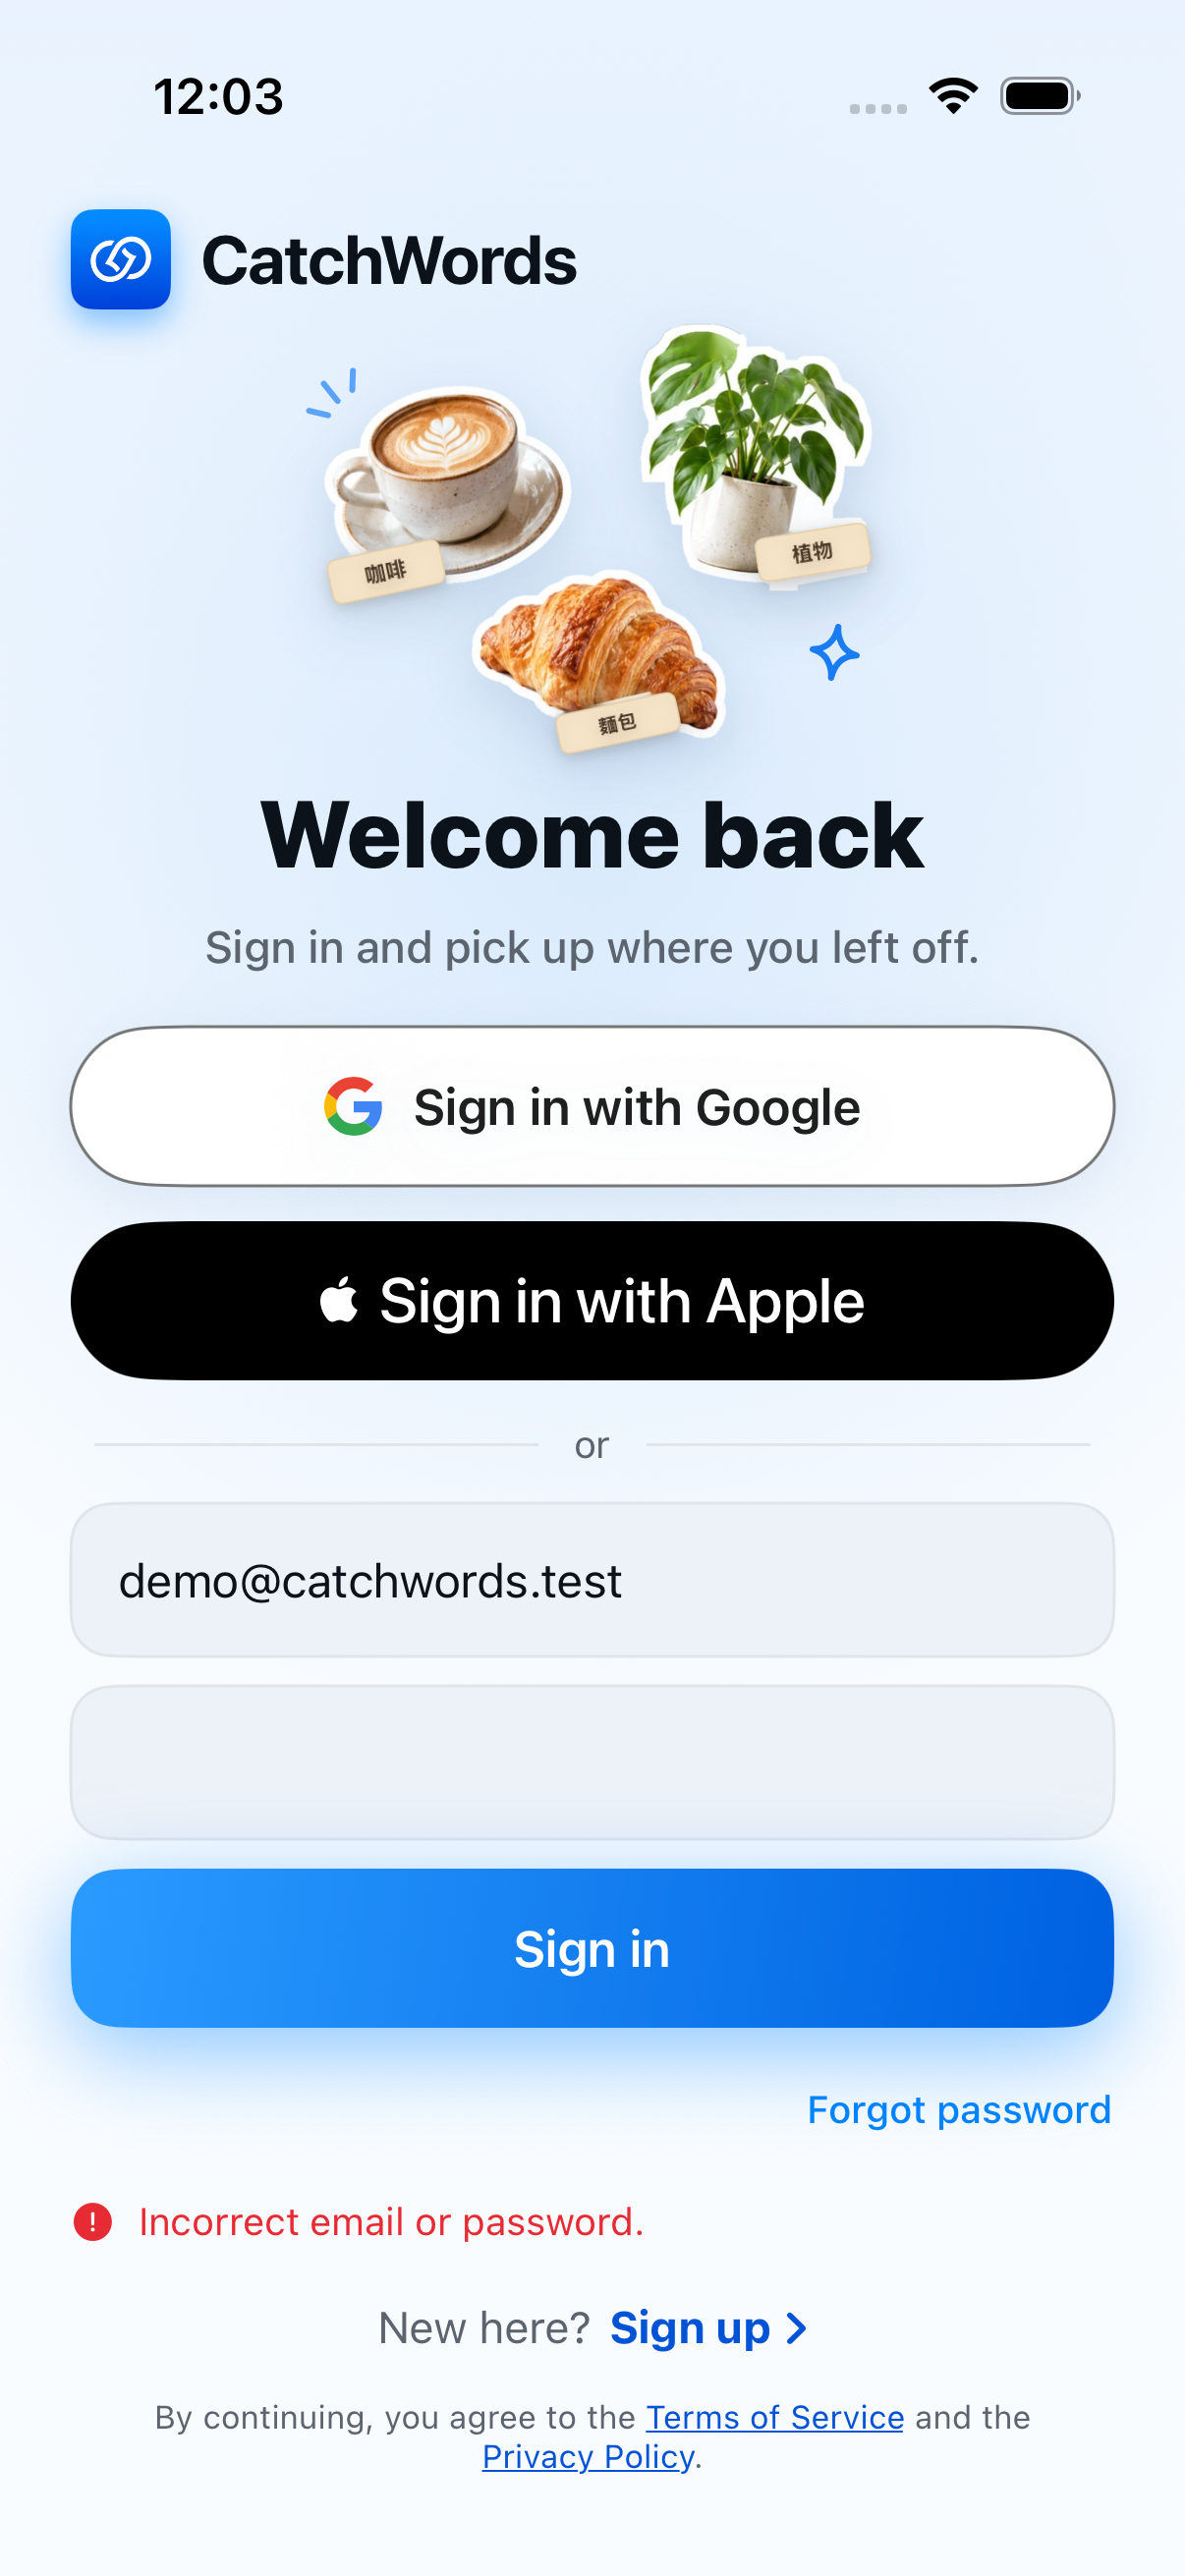 12:03
CatchWords
咖啡
植物
麵包
Welcome back
Sign in and pick up where you left off.
Sign in with Google
Sign in with Apple
or
demo@catchwords.test
Sign in
Forgot password
Incorrect email or password.
New here? Sign up
By continuing, you agree to the Terms of Service and the
Privacy Policy.